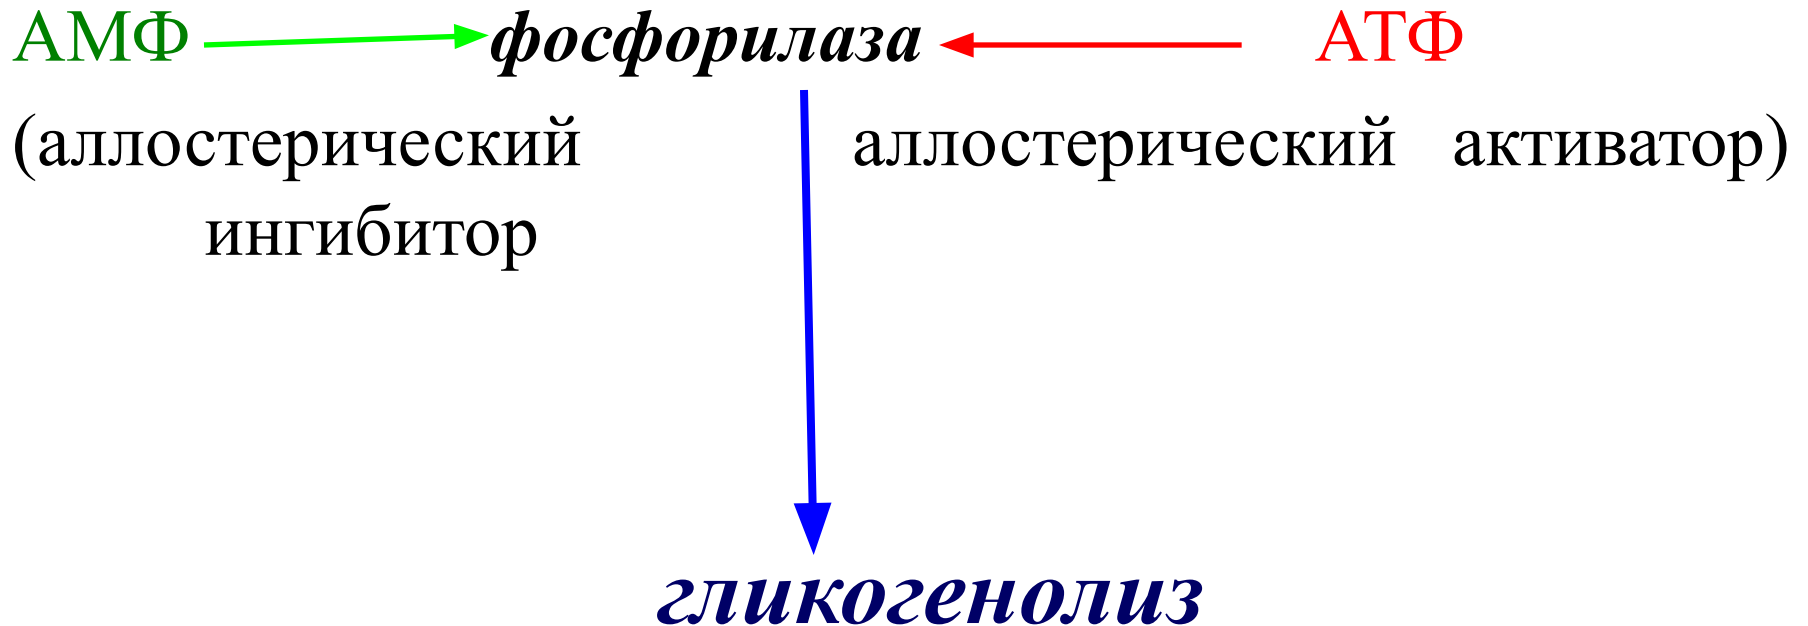 АМФ фосфорилаза АТФ
(аллостерический аллостерический активатор)
ингибитор
гликогенолиз